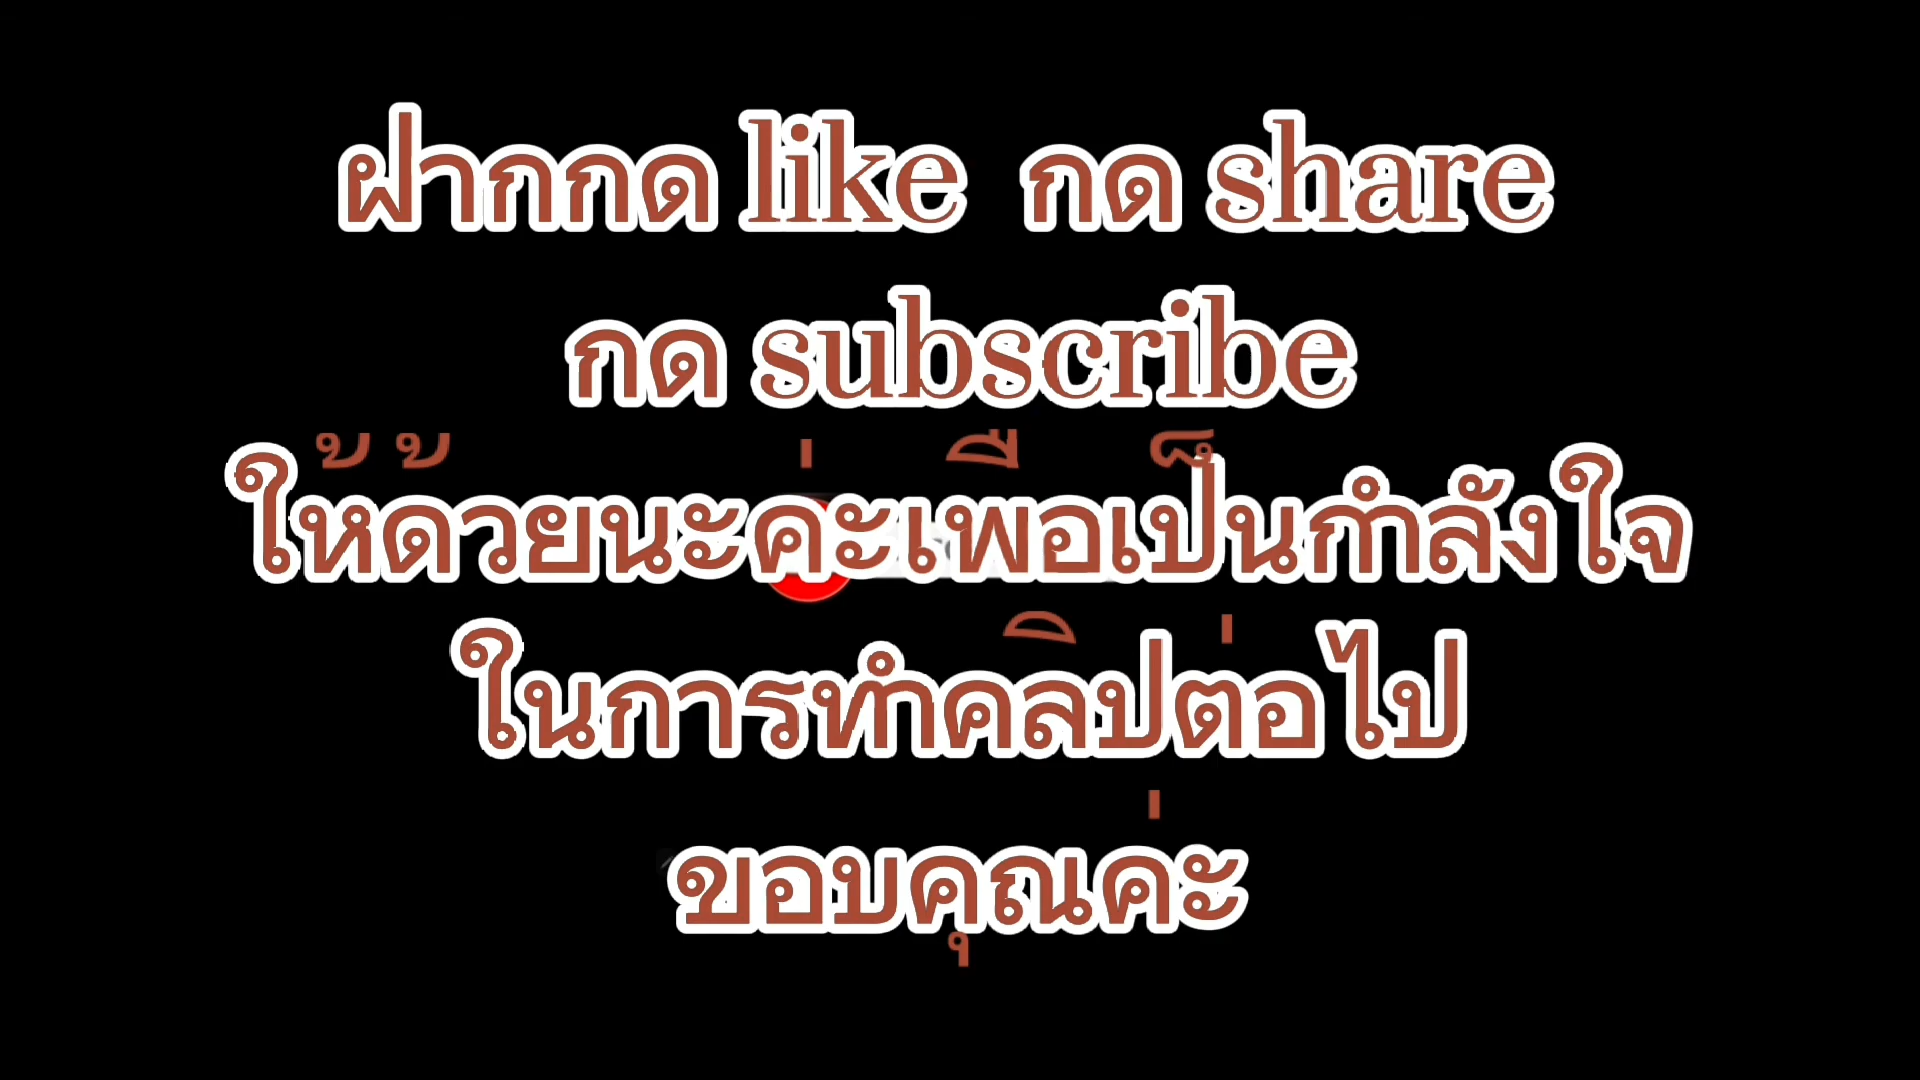 ฝากกด like กด share
กด subscribe
ให้ด้วยนะค่ะเพื่อเป็นกำลังใจ
ในการทำคลิปต่อไป
ขอบคุณค่ะ